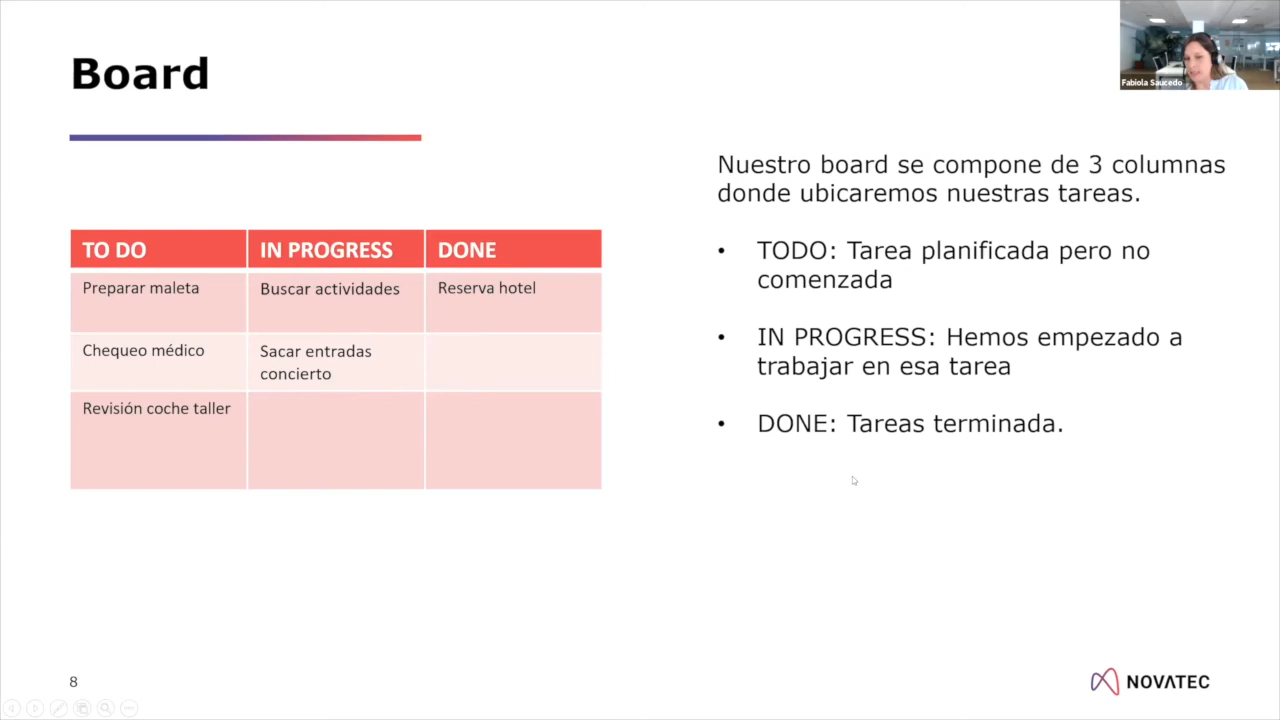 Board
Fabiola Saucedo
Nuestro board se compone de 3 columnas
donde ubicaremos nuestras tareas.
TO DO
IN PROGRESS
DONE
Preparar maleta
Buscar actividades
Reserva hotel
Chequeo médico
Sacar entradas
concierto
Revisión coche taller
• TODO: Tarea planificada pero no
comenzada
• IN PROGRESS: Hemos empezado a
trabajar en esa tarea
• DONE: Tareas terminada.
8
NOVATEC